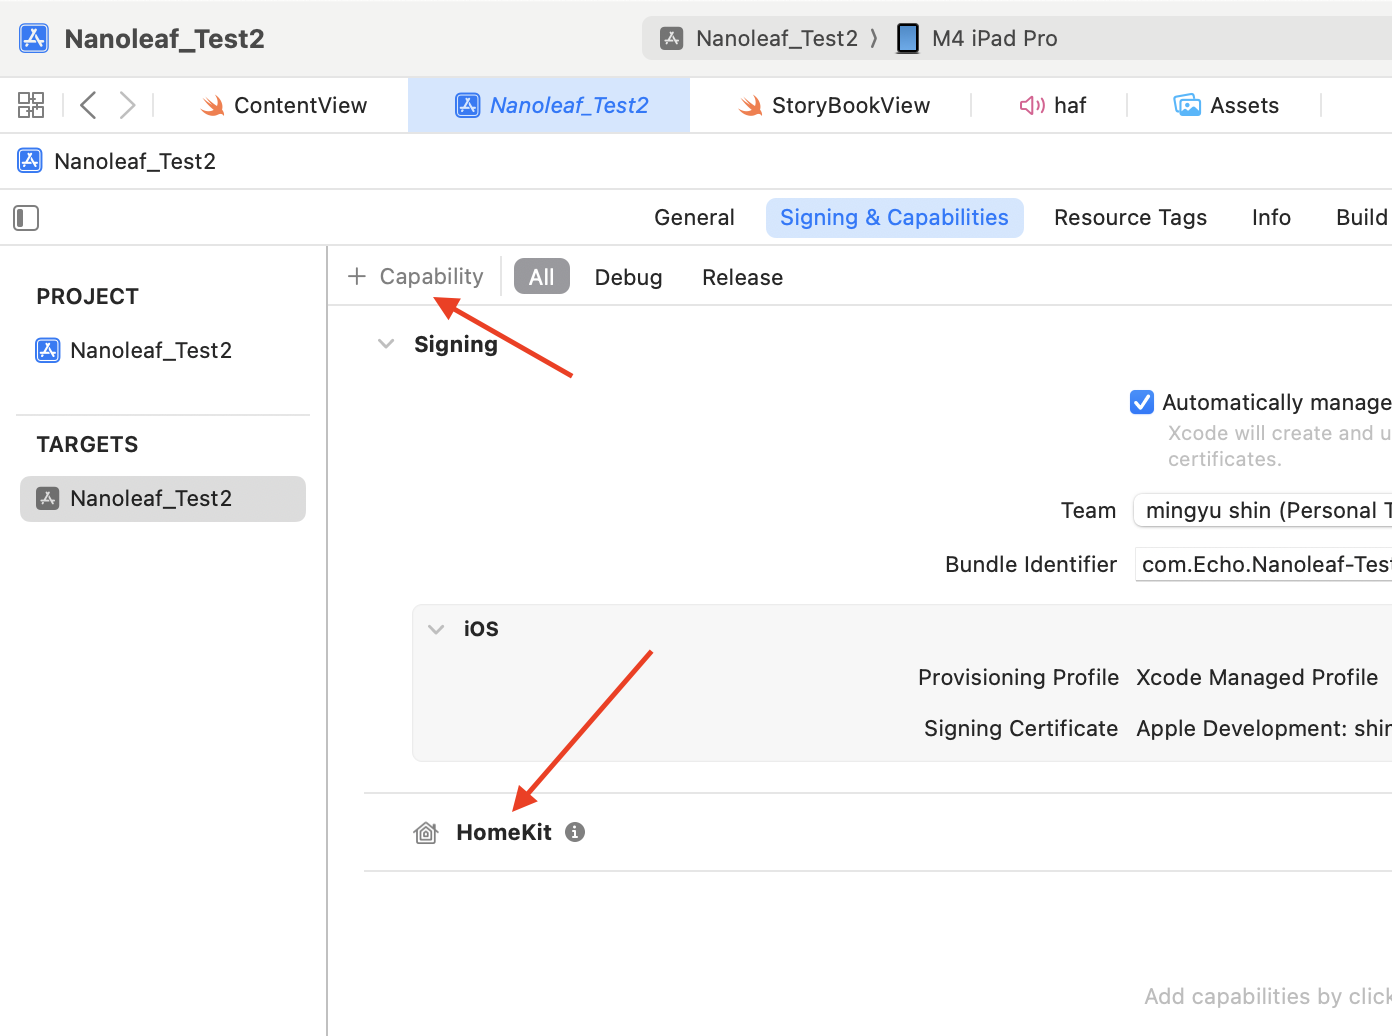 Nanoleaf_Test2
Nanoleaf_Test2 ⟩ M4 iPad Pro
ContentView
Nanoleaf_Test2
StoryBookView
haf
Assets
Nanoleaf_Test2
General
Signing & Capabilities
Resource Tags
Info
Build
PROJECT
Nanoleaf_Test2
TARGETS
Nanoleaf_Test2
+ Capability
All
Debug
Release
Signing
Automatically manage
Xcode will create and u
certificates.
Team mingyu shin (Personal T
Bundle Identifier com.Echo.Nanoleaf-Test
iOS
Provisioning Profile Xcode Managed Profile
Signing Certificate Apple Development: shin
HomeKit
Add capabilities by click